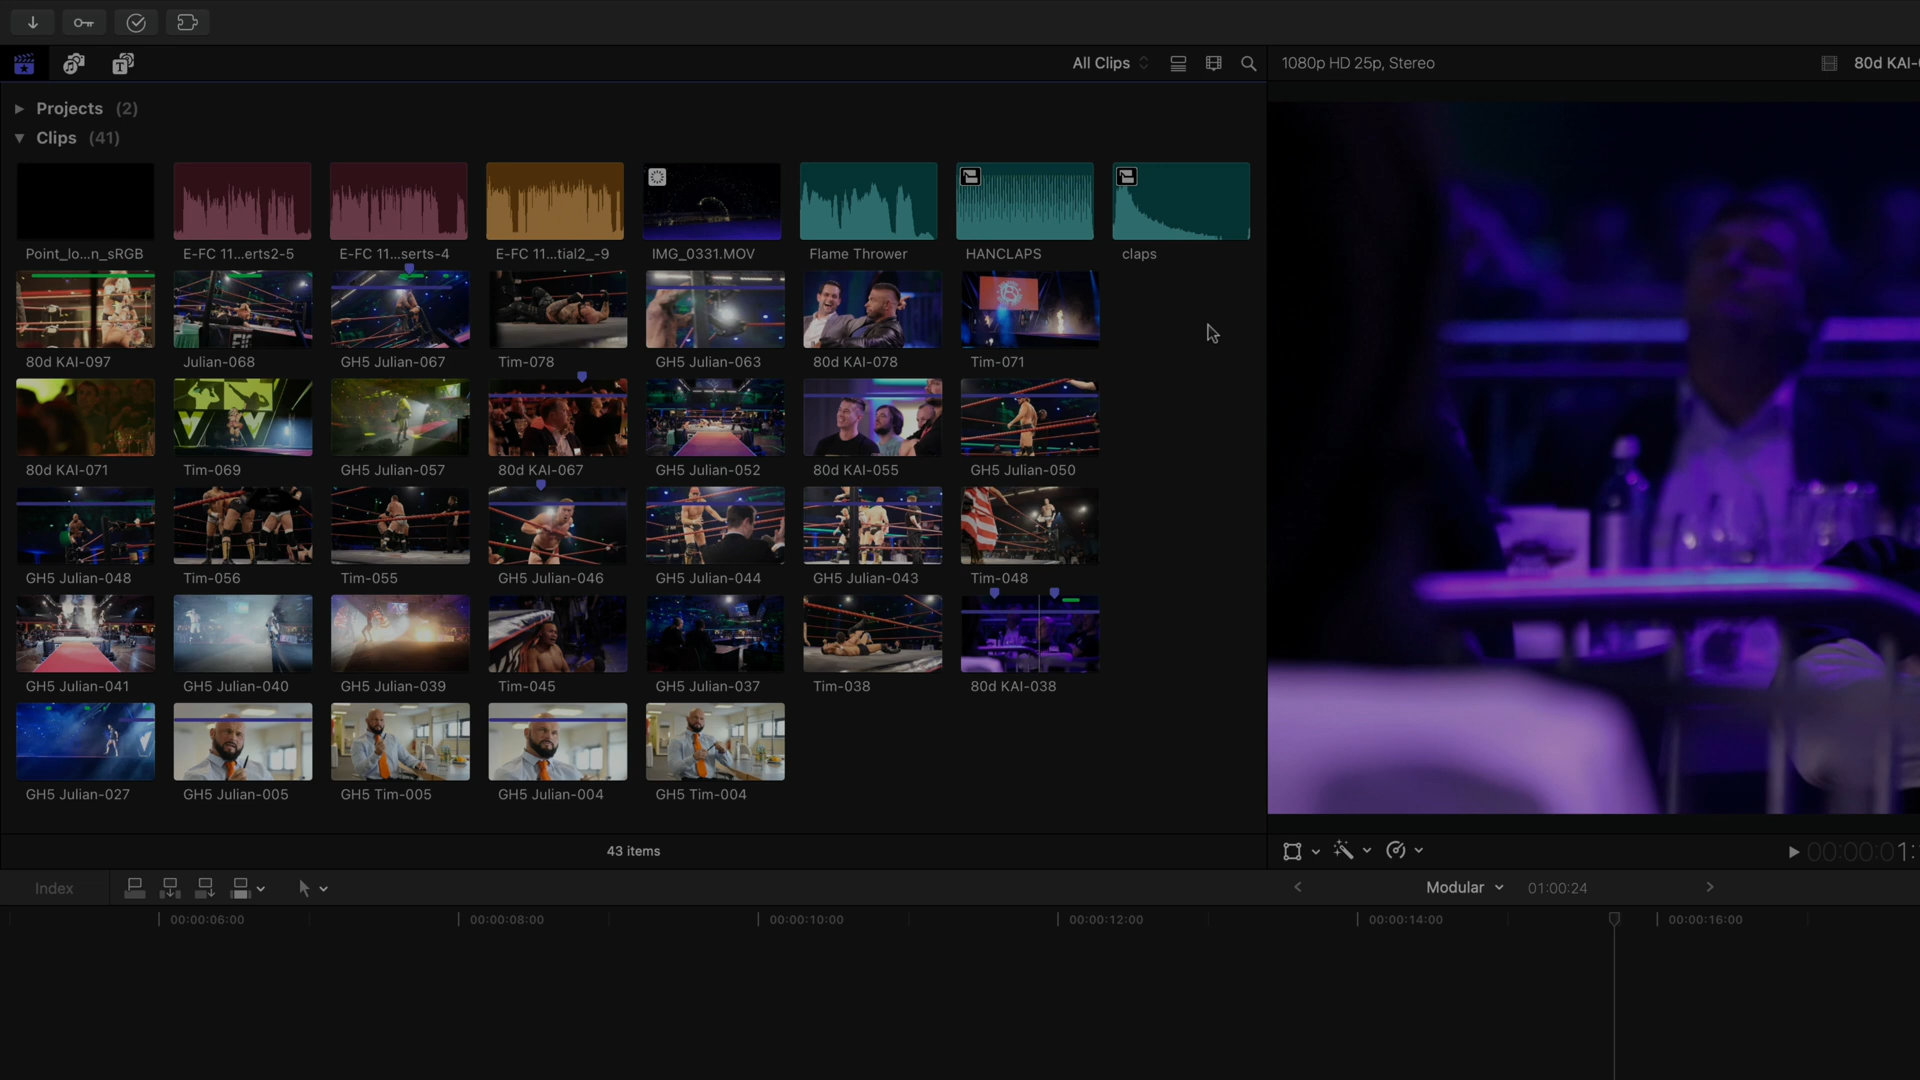 All Clips
1080p HD 25p, Stereo
80d KAI-
Projects (2)
Clips (41)
Point_lo...n_sRGB
E-FC 11...erts2-5
E-FC 11...serts-4
E-FC 11...tial2_-9
IMG_0331.MOV
Flame Thrower
HANCLAPS
claps
80d KAI-097
Julian-068
GH5 Julian-067
Tim-078
GH5 Julian-063
80d KAI-078
Tim-071
80d KAI-071
Tim-069
GH5 Julian-057
80d KAI-067
GH5 Julian-052
80d KAI-055
GH5 Julian-050
GH5 Julian-048
Tim-056
Tim-055
GH5 Julian-046
GH5 Julian-044
GH5 Julian-043
Tim-048
GH5 Julian-041
GH5 Julian-040
GH5 Julian-039
Tim-045
GH5 Julian-037
Tim-038
80d KAI-038
GH5 Julian-027
GH5 Julian-005
GH5 Tim-005
GH5 Julian-004
GH5 Tim-004
43 items
00:00:01:
Index
Modular
01:00:24
00:00:06:00
00:00:08:00
00:00:10:00
00:00:12:00
00:00:14:00
00:00:16:00